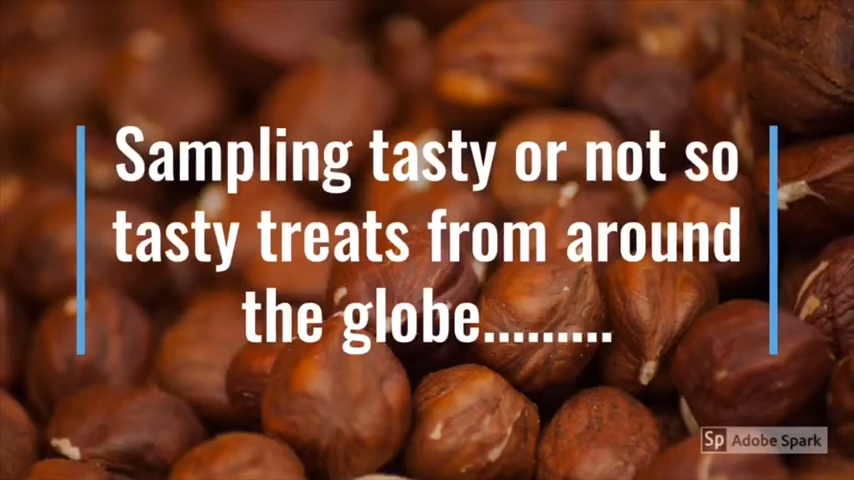 Sampling tasty or not so
tasty treats from around
the globe.........
Sp Adobe Spark